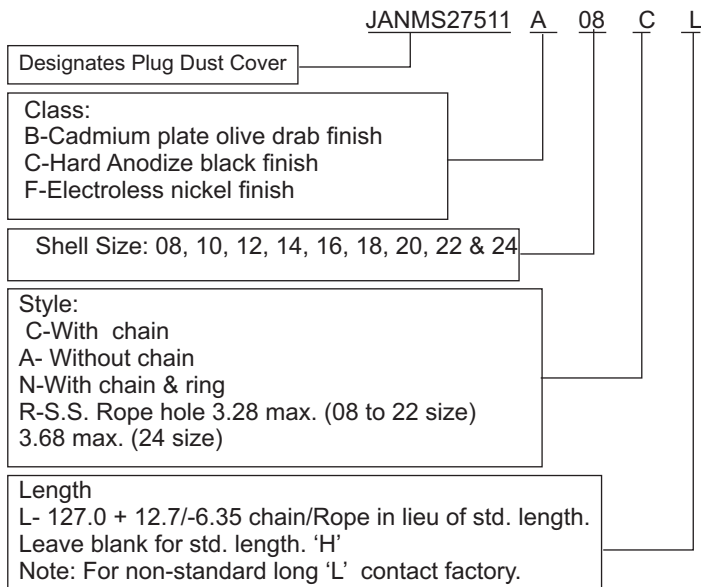 JANMS27511 A 08 C L
Designates Plug Dust Cover
Class:
B-Cadmium plate olive drab finish
C-Hard Anodize black finish
F-Electroless nickel finish
Shell Size: 08, 10, 12, 14, 16, 18, 20, 22 & 24
Style:
C-With chain
A- Without chain
N-With chain & ring
R-S.S. Rope hole 3.28 max. (08 to 22 size)
3.68 max. (24 size)
Length
L- 127.0 + 12.7/-6.35 chain/Rope in lieu of std. length.
Leave blank for std. length. ‘H’
Note: For non-standard long ‘L’ contact factory.